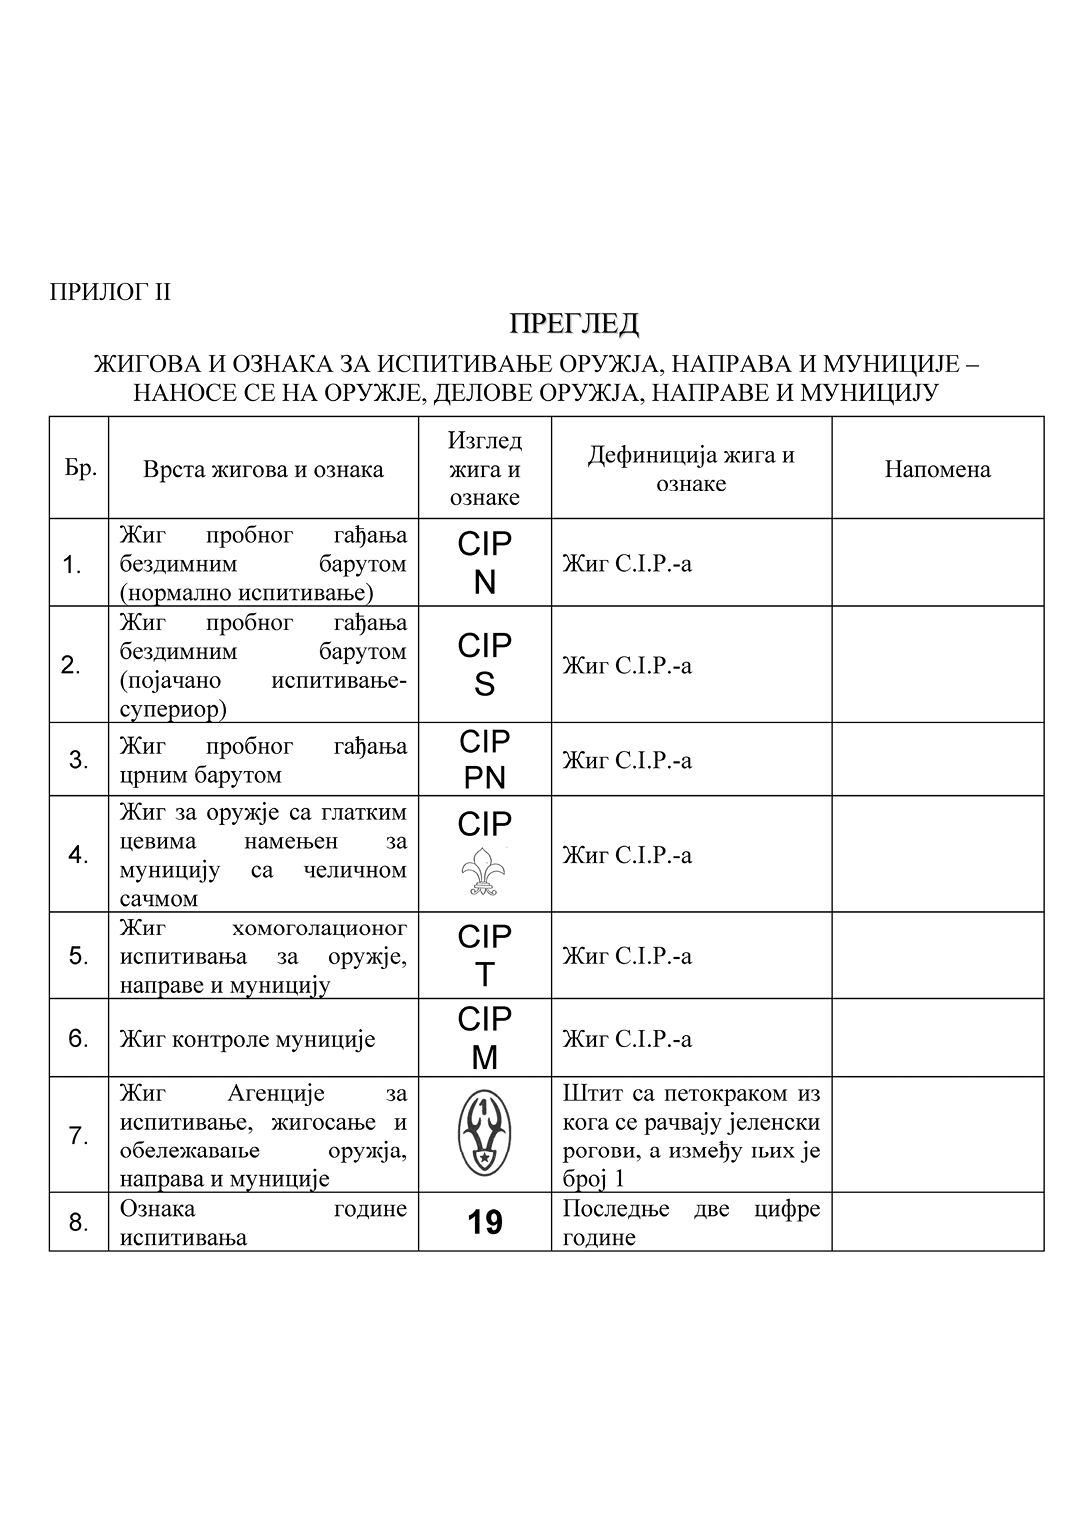 ПРИЛОГ II
ПРЕГЛЕД
ЖИГОВА И ОЗНАКА ЗА ИСПИТИВАЊЕ ОРУЖЈА, НАПРАВА И МУНИЦИЈЕ –
НАНОСЕ СЕ НА ОРУЖЈЕ, ДЕЛОВЕ ОРУЖЈА, НАПРАВЕ И МУНИЦИЈУ
Бр.
Врста жигова и ознака
Изглед
жига и
ознаке
Дефиниција жига и
ознаке
Напомена
1.
Жиг пробног гађања
бездимним барутом
(нормално испитивање)
CIP
N
Жиг C.I.P.-а
2.
Жиг пробног гађања
бездимним барутом
(појачано испитивање-
супериор)
CIP
S
Жиг C.I.P.-а
3.
Жиг пробног гађања
црним барутом
CIP
PN
Жиг C.I.P.-а
4.
Жиг за оружје са глатким
цевима намењен за
муницију са челичном
сачмом
CIP
Жиг C.I.P.-а
5.
Жиг хомоголационог
испитивања за оружје,
направе и муницију
CIP
T
Жиг C.I.P.-а
6.
Жиг контроле муниције
CIP
M
Жиг C.I.P.-а
7.
Жиг Агенције за
испитивање, жигосање и
обележавање оружја,
направа и муниције
1
Штит са петокраком из
кога се рачвају јеленски
рогови, а између њих је
број 1
8.
Ознака године
испитивања
19
Последње две цифре
године